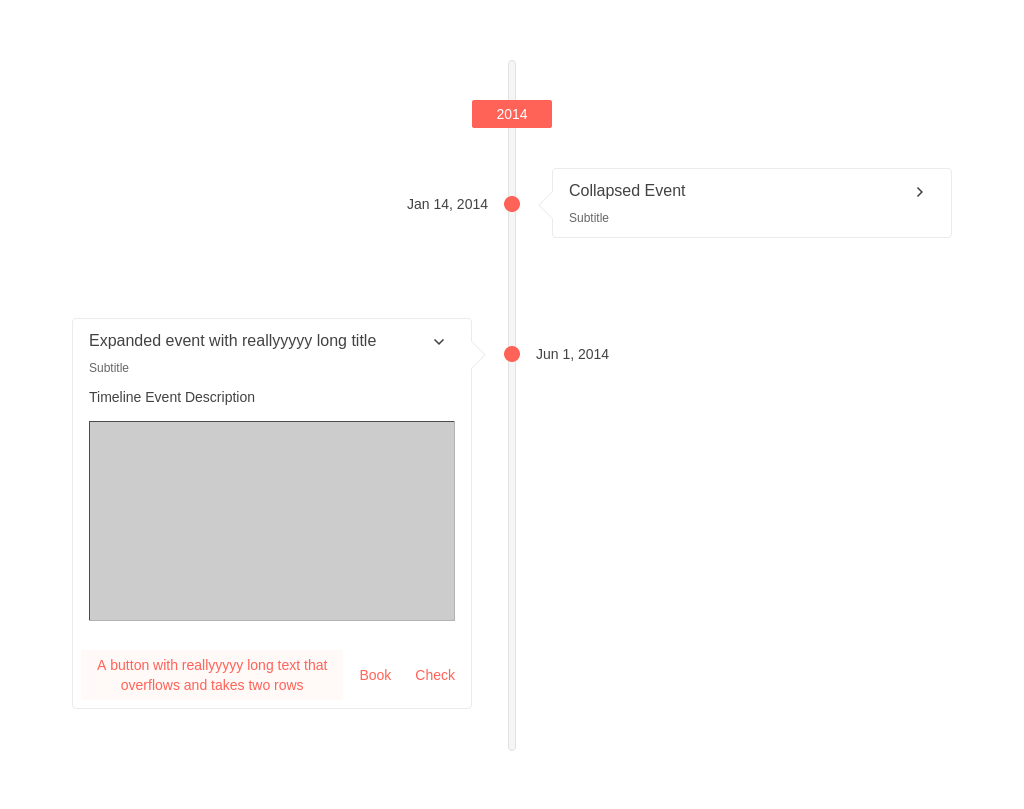 2014
Jan 14, 2014
Collapsed Event
Subtitle
Expanded event with reallyyyyy long title
Subtitle
Jun 1, 2014
Timeline Event Description
A button with reallyyyyy long text that
overflows and takes two rows
Book
Check